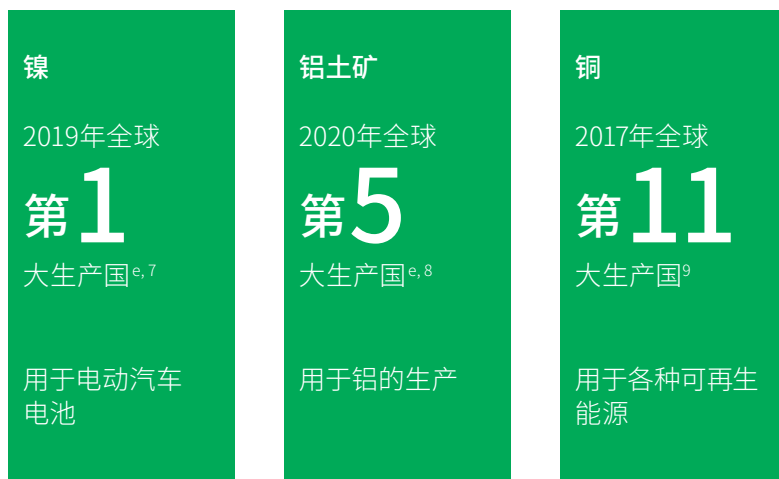 镍
2019年全球
第1
大生产国e, 7
用于电动汽车
电池
铝土矿
2020年全球
第5
大生产国e, 8
用于铝的生产
铜
2017年全球
第11
大生产国9
用于各种可再生
能源